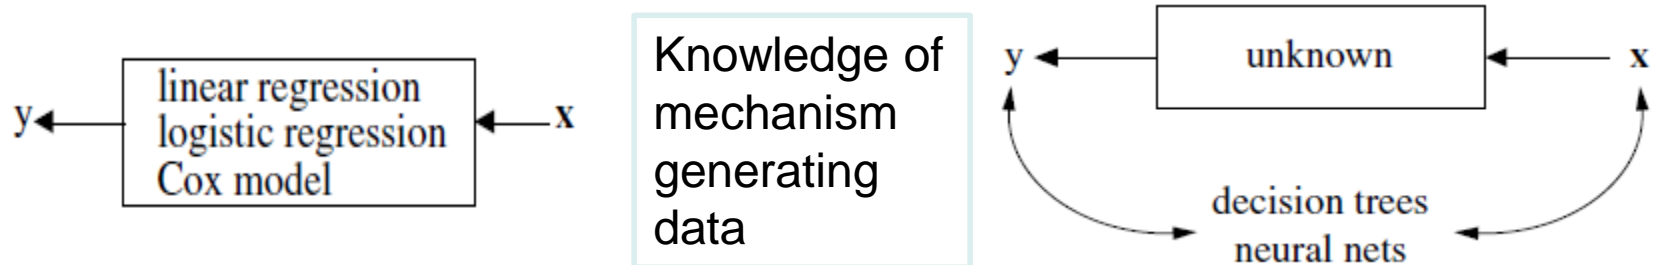 y
linear regression
logistic regression
Cox model
x
Knowledge of
mechanism
generating
data
y
unknown
x
decision trees
neural nets